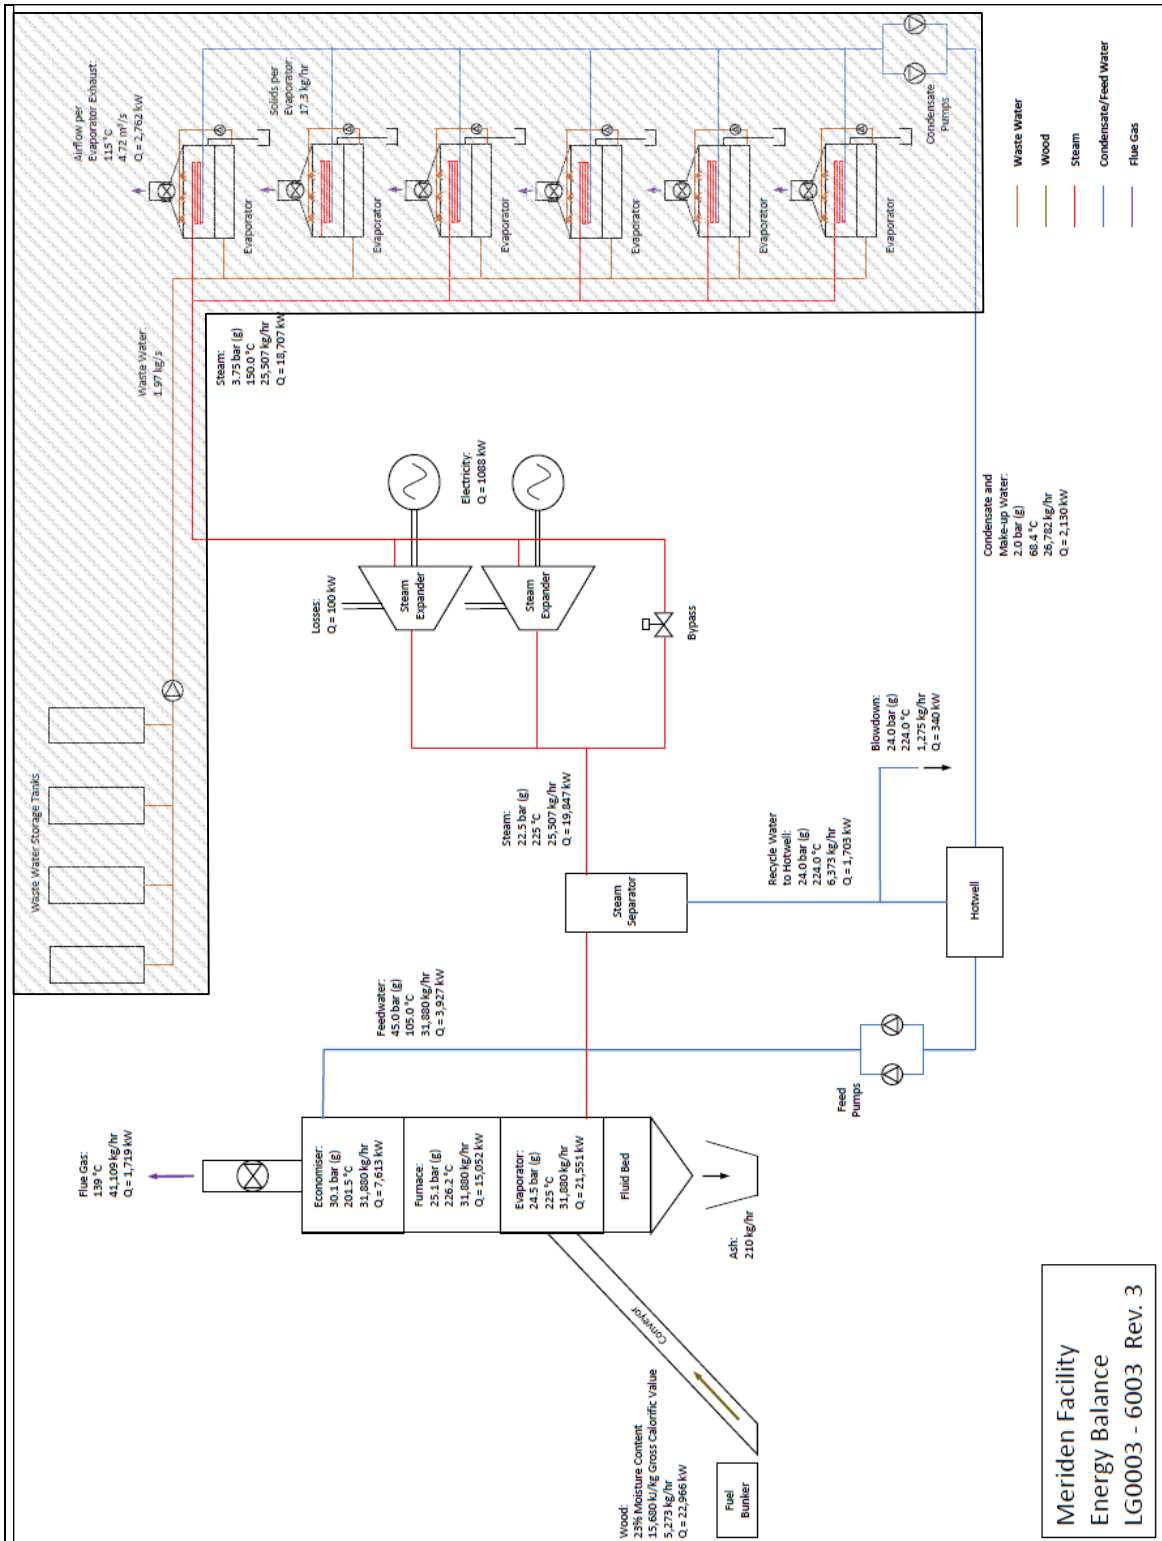 Waste Water Storage Tanks
Waste Water:
1.97 kg/s
Airflow per
Evaporator Exhaust:
115 °C
4.72 m³/s
Q = 2,762 kW
Solids per
Evaporator:
17.3 kg/hr
Evaporator
Evaporator
Evaporator
Evaporator
Evaporator
Evaporator
Condensate
Pumps
Steam:
3.75 bar (g)
150.0 °C
25,507 kg/hr
Q = 18,707 kW
Electricity:
Q = 1088 kW
Losses:
Q = 100 kW
Steam
Expander
Steam
Expander
Bypass
Steam:
22.5 bar (g)
225 °C
25,507 kg/hr
Q = 19,847 kW
Steam
Separator
Recycle Water
to Hotwell:
24.0 bar (g)
224.0 °C
6,373 kg/hr
Q = 1,703 kW
Blowdown:
24.0 bar (g)
224.0 °C
1,275 kg/hr
Q = 340 kW
Condensate and
Make-up Water:
2.0 bar (g)
68.4 °C
26,782 kg/hr
Q = 2,130 kW
Hotwell
Feed
Pumps
Feedwater:
45.0 bar (g)
105.0 °C
31,880 kg/hr
Q = 3,927 kW
Flue Gas:
139 °C
41,109 kg/hr
Q = 1,719 kW
Economiser:
30.1 bar (g)
201.5 °C
31,880 kg/hr
Q = 7,613 kW
Furnace:
25.1 bar (g)
226.2 °C
31,880 kg/hr
Q = 15,052 kW
Evaporator:
24.5 bar (g)
225 °C
31,880 kg/hr
Q = 21,551 kW
Fluid Bed
Ash:
210 kg/hr
Conveyor
Wood:
23% Moisture Content
15,680 kJ/kg Gross Calorific Value
5,273 kg/hr
Q = 22,966 kW
Fuel
Bunker
Waste Water
Wood
Steam
Condensate/Feed Water
Flue Gas
Meriden Facility
Energy Balance
LG0003 - 6003 Rev. 3